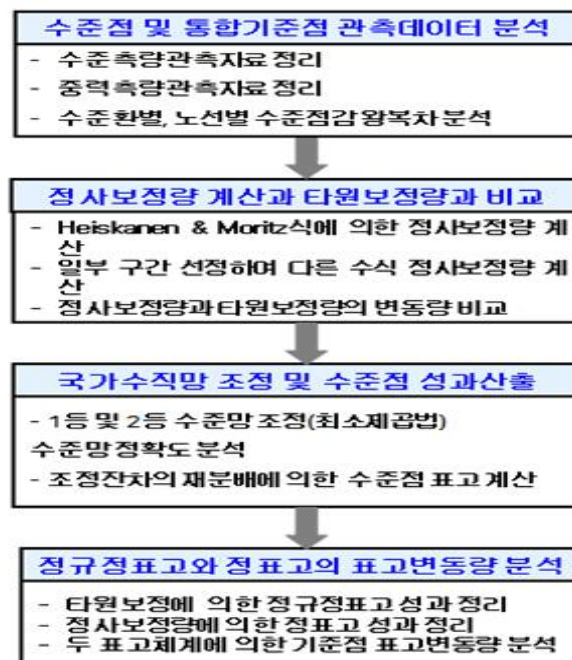 수준점 및 통합기준점 관측데이터 분석
- 수준측량관측자료 정리
- 중력측량관측자료 정리
- 수준환별, 노선별 수준점감 왕복차 분석
정사보정량 계산과 타원보정량과 비교
- Heiskanen & Moritz식에 의한 정사보정량 계
산
- 일부 구간 선정하여 다른 수식 정사보정량 계
산
- 정사보정량과 타원보정량의 변동량 비교
국가수직망 조정 및 수준점 성과산출
- 1등 및 2등 수준망 조정(최소제곱법)
수준망 정확도 분석
- 조정잔차의 재분배에 의한 수준점 표고 계산
정규정표고와 정표고의 표고변동량 분석
- 타원보정에 의한 정규정표고 성과 정리
- 정사보정량에 의한 정표고 성과 정리
- 두 표고체계에 의한 기준점 표고변동량 분석